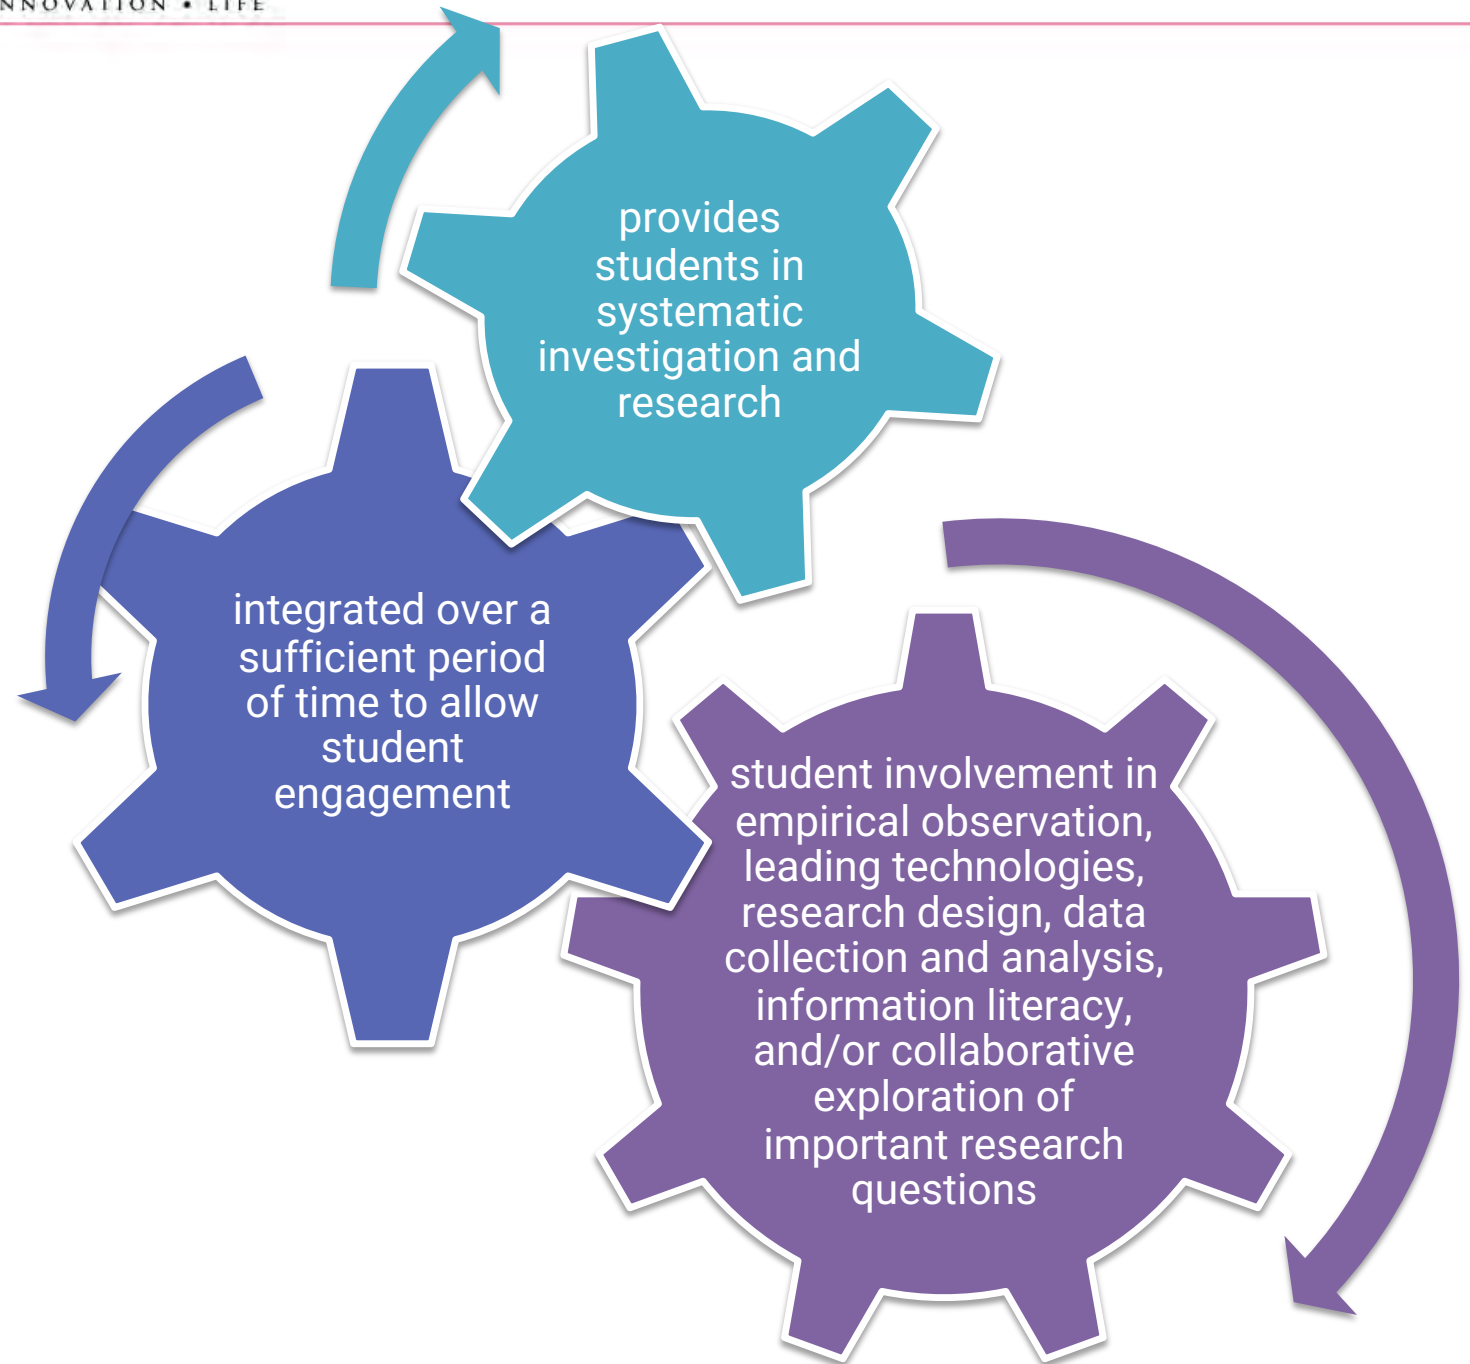 INNOVATION • LIFE
provides
students in
systematic
investigation and
research
integrated over a
sufficient period
of time to allow
student
engagement
student involvement in
empirical observation,
leading technologies,
research design, data
collection and analysis,
information literacy,
and/or collaborative
exploration of
important research
questions